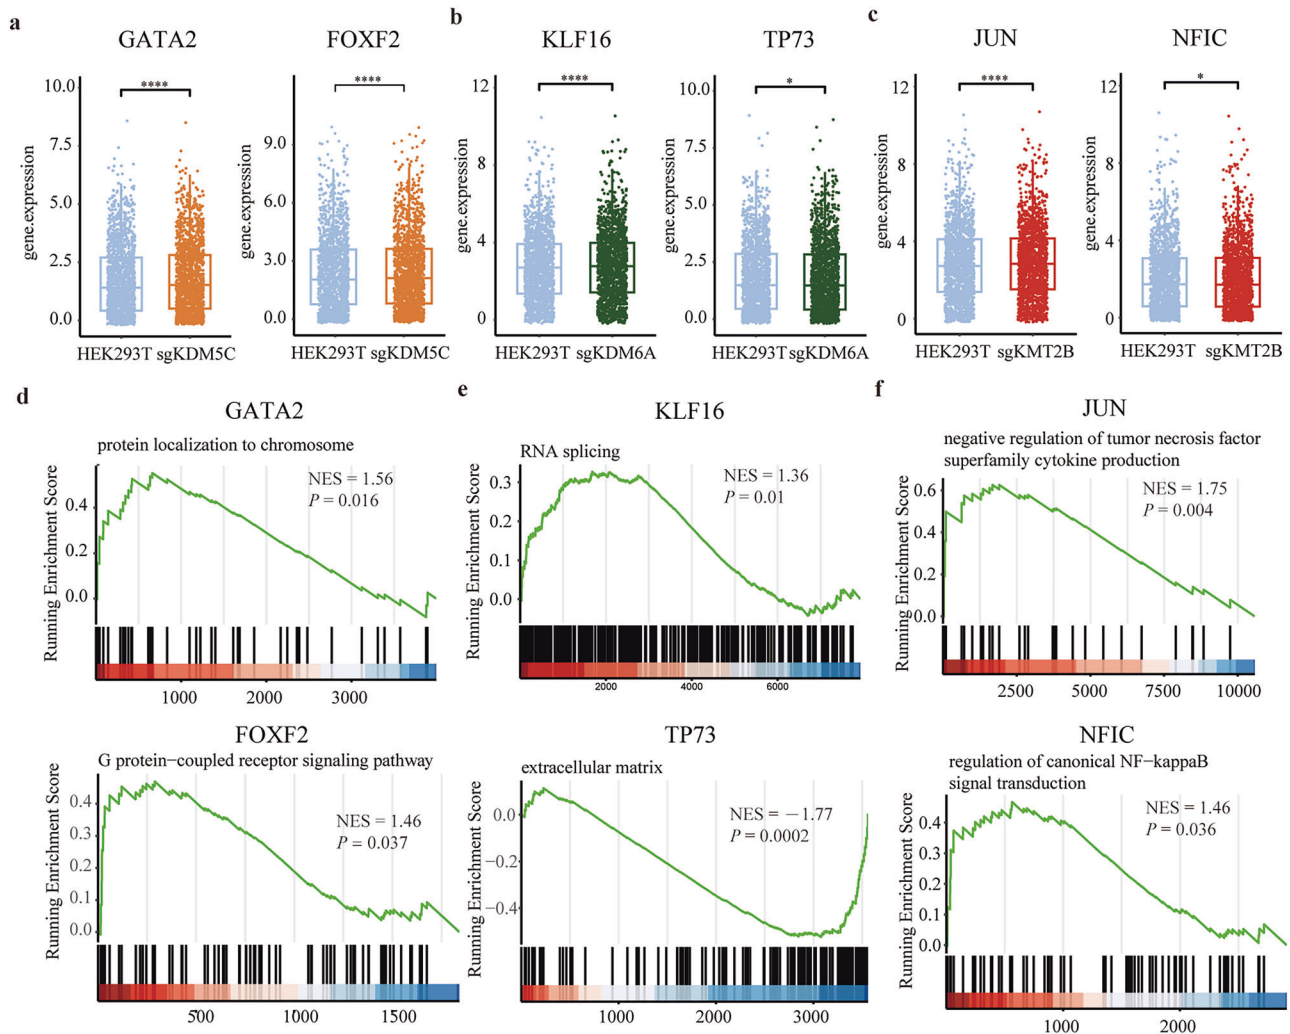 a
GATA2
FOXF2
b
KLF16
TP73
c
JUN
NFIC
gene.expression
10.0
7.5
5.0
2.5
0.0
****
HEK293T sgKDM5C
gene.expression
9.0
6.0
3.0
0.0
****
HEK293T sgKDM5C
gene.expression
12
8
4
0
****
HEK293T sgKDM6A
gene.expression
10.0
7.5
5.0
2.5
0.0
*
HEK293T sgKDM6A
gene.expression
12
8
4
0
****
HEK293T sgKMT2B
gene.expression
12
8
4
0
*
HEK293T sgKMT2B
d
GATA2
protein localization to chromosome
NES = 1.56
P = 0.016
Running Enrichment Score
0.4
0.2
0.0
1000 2000 3000
e
KLF16
RNA splicing
NES = 1.36
P = 0.01
Running Enrichment Score
0.3
0.2
0.1
0.0
2000 4000 6000
f
JUN
negative regulation of tumor necrosis factor
superfamily cytokine production
NES = 1.75
P = 0.004
Running Enrichment Score
0.6
0.4
0.2
0.0
2500 5000 7500 10000
FOXF2
G protein−coupled receptor signaling pathway
NES = 1.46
P = 0.037
Running Enrichment Score
0.4
0.3
0.2
0.1
0.0
500 1000 1500
TP73
extracellular matrix
NES = −1.77
P = 0.0002
Running Enrichment Score
0.0
−0.2
−0.4
1000 2000 3000
NFIC
regulation of canonical NF−kappaB
signal transduction
NES = 1.46
P = 0.036
Running Enrichment Score
0.4
0.3
0.2
0.1
0.0
1000 2000